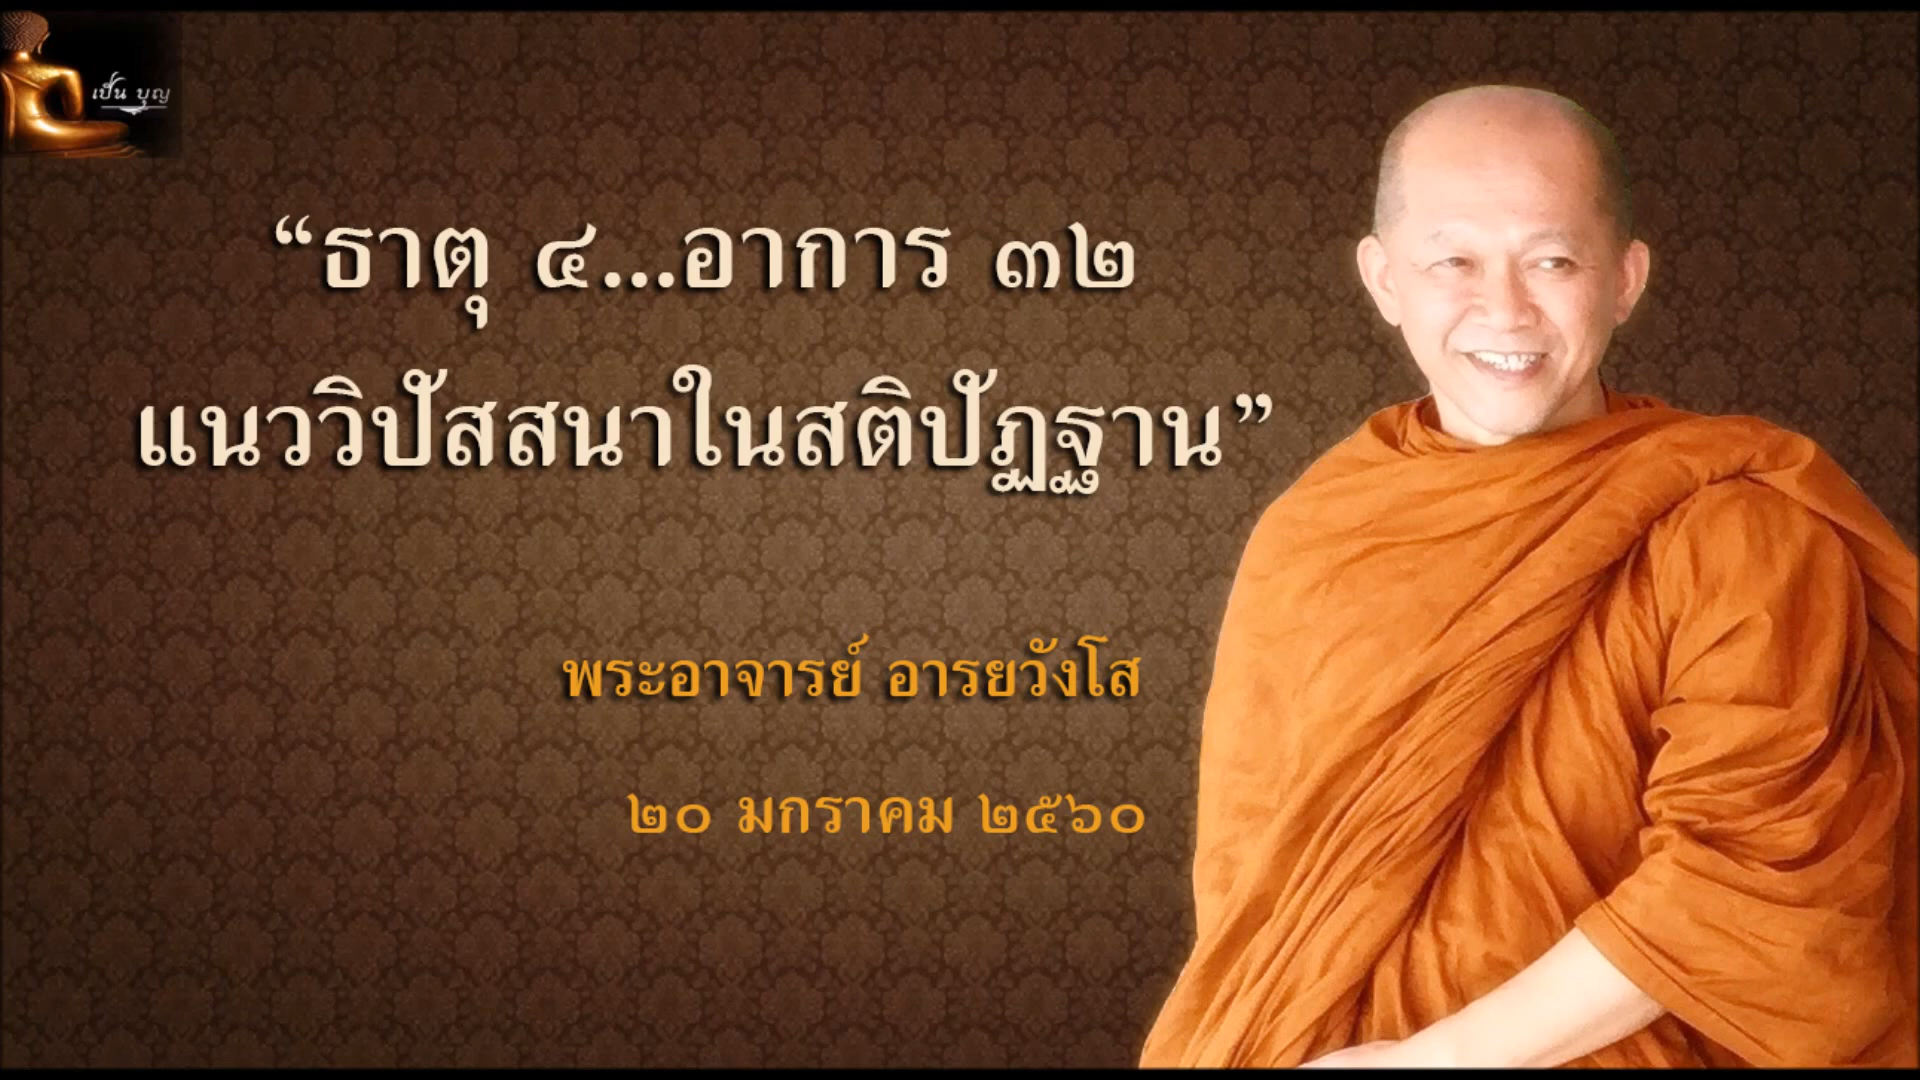 เป็น บุญ
“ธาตุ ๔...อาการ ๓๒
แนววิปัสสนาในสติปัฏฐาน”
พระอาจารย์ อารยวังโส
๒๐ มกราคม ๒๕๖๐